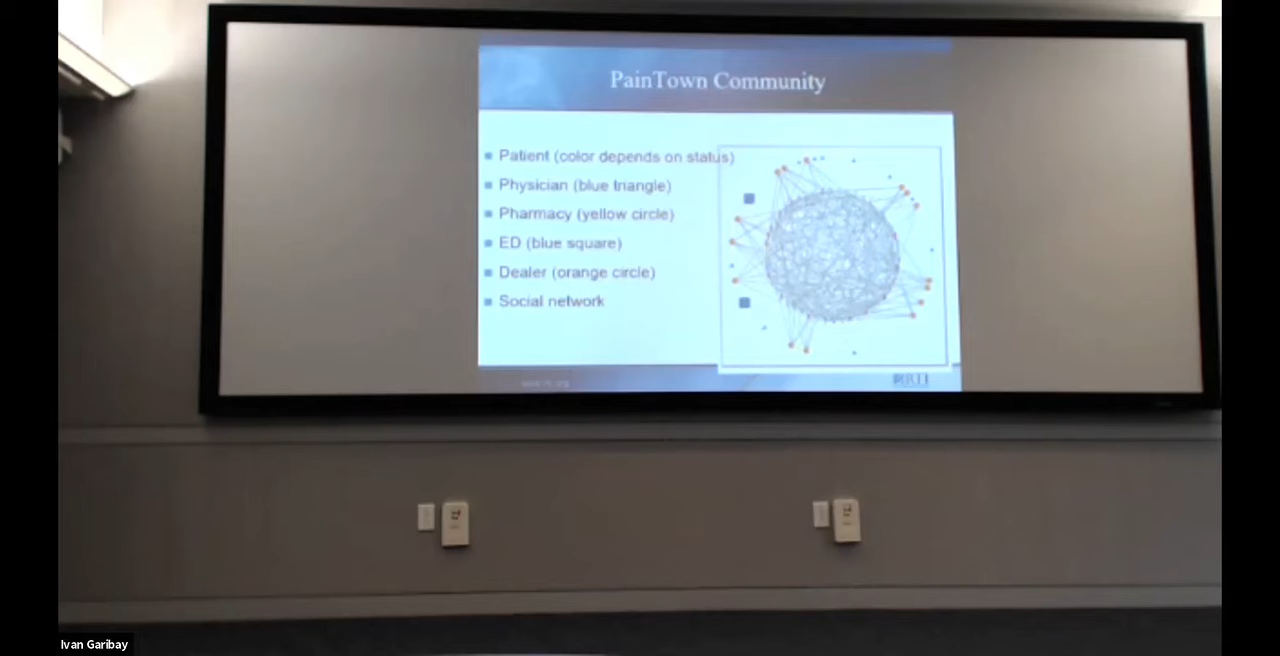 PainTown Community
Patient (color depends on status)
Physician (blue triangle)
Pharmacy (yellow circle)
ED (blue square)
Dealer (orange circle)
Social network
RTI
Ivan Garibay